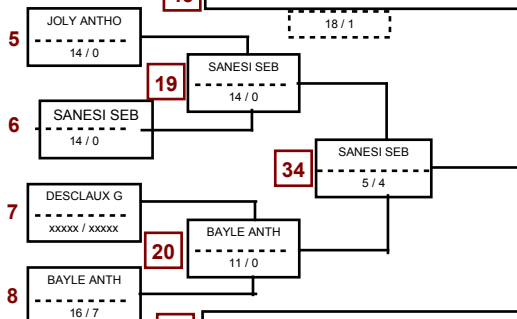 18 / 1
5
JOLY ANTHO
14 / 0
19
SANESI SEB
14 / 0
6
SANESI SEB
14 / 0
34
SANESI SEB
5 / 4
7
DESCLAUX G
xxxxx / xxxxx
20
BAYLE ANTH
11 / 0
8
BAYLE ANTH
16 / 7